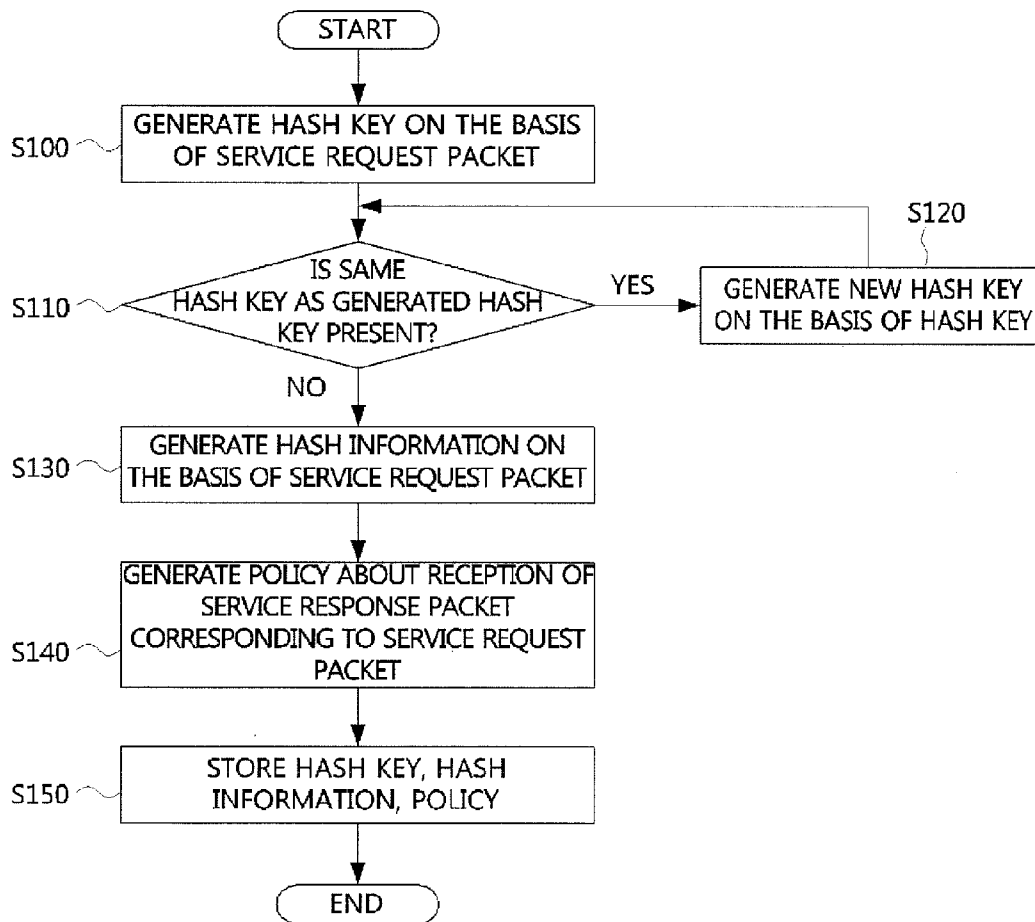 START
S100
GENERATE HASH KEY ON THE BASIS
OF SERVICE REQUEST PACKET
S120
S110
IS SAME
HASH KEY AS GENERATED HASH
KEY PRESENT?
YES
GENERATE NEW HASH KEY
ON THE BASIS OF HASH KEY
NO
S130
GENERATE HASH INFORMATION ON
THE BASIS OF SERVICE REQUEST PACKET
S140
GENERATE POLICY ABOUT RECEPTION OF
SERVICE RESPONSE PACKET
CORRESPONDING TO SERVICE REQUEST
PACKET
S150
STORE HASH KEY, HASH
INFORMATION, POLICY
END